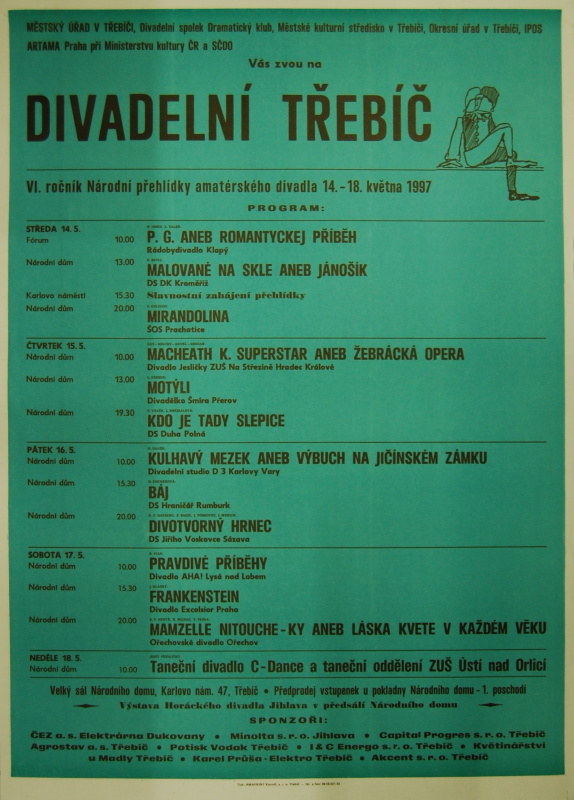 MĚSTSKÝ ÚŘAD V TŘEBÍČI, Divadelní spolek Dramatický klub, Městské kulturní středisko v Třebíči, Okresní úřad v Třebíči, IPOS
ARTAMA Praha při Ministerstvu kultury ČR a SČDO
Vás zvou na
DIVADELNÍ TŘEBÍČ
VI. ročník Národní přehlídky amatérského divadla 14.-18. května 1997
PROGRAM:
STŘEDA 14. 5.
Fórum 10.00 P. G. ANEB ROMANTYCKEJ PŘÍBĚH
Rádobydivadlo Klapý
Národní dům 13.00 MALOVANÉ NA SKLE ANEB JÁNOŠÍK
DS DK Kroměříž
Karlovo náměstí 15.30 Slavnostní zahájení přehlídky
Národní dům 20.00 MIRANDOLINA
ŠOS Prachatice
ČTVRTEK 15. 5.
Národní dům 10.00 MACHEATH K. SUPERSTAR ANEB ŽEBRÁCKÁ OPERA
Divadlo Jesličky ZUŠ Na Střezině Hradec Králové
Národní dům 13.00 MOTÝLI
Divadélko Šmíra Přerov
Národní dům 19.30 KDO JE TADY SLEPICE
DS Duha Polná
PÁTEK 16. 5.
Národní dům 10.00 KULHAVÝ MEZEK ANEB VÝBUCH NA JIČÍNSKÉM ZÁMKU
Divadelní studio D 3 Karlovy Vary
Národní dům 15.30 BÁJ
DS Hraničář Rumburk
Národní dům 20.00 DIVOTVORNÝ HRNEC
DS Jiřího Voskovce Sázava
SOBOTA 17. 5.
Národní dům 10.00 PRAVDIVÉ PŘÍBĚHY
Divadlo AHA! Lysá nad Labem
Národní dům 15.30 FRANKENSTEIN
Divadlo Excelsior Praha
Národní dům 20.00 MAMZELLE NITOUCHE-KY ANEB LÁSKA KVETE V KAŽDÉM VĚKU
Ořechovské divadlo Ořechov
NEDĚLE 18. 5.
Národní dům 10.00 Taneční divadlo C-Dance a taneční oddělení ZUŠ Ústí nad Orlicí
Velký sál Národního domu, Karlovo nám. 47, Třebíč • Předprodej vstupenek u pokladny Národního domu - 1. poschodí
Výstava Horáckého divadla Jihlava v předsálí Národního domu
SPONZOŘI:
ČEZ a. s. Elektrárna Dukovany • Minolta s. r. o. Jihlava • Capital Progres s. r. o. Třebíč
Agrostav a. s. Třebíč • Potisk Vodak Třebíč • I & C Energo s. r. o. Třebíč • Květinářství
u Madly Třebíč • Karel Průša - Elektro Třebíč • Akcent s. r. o. Třebíč